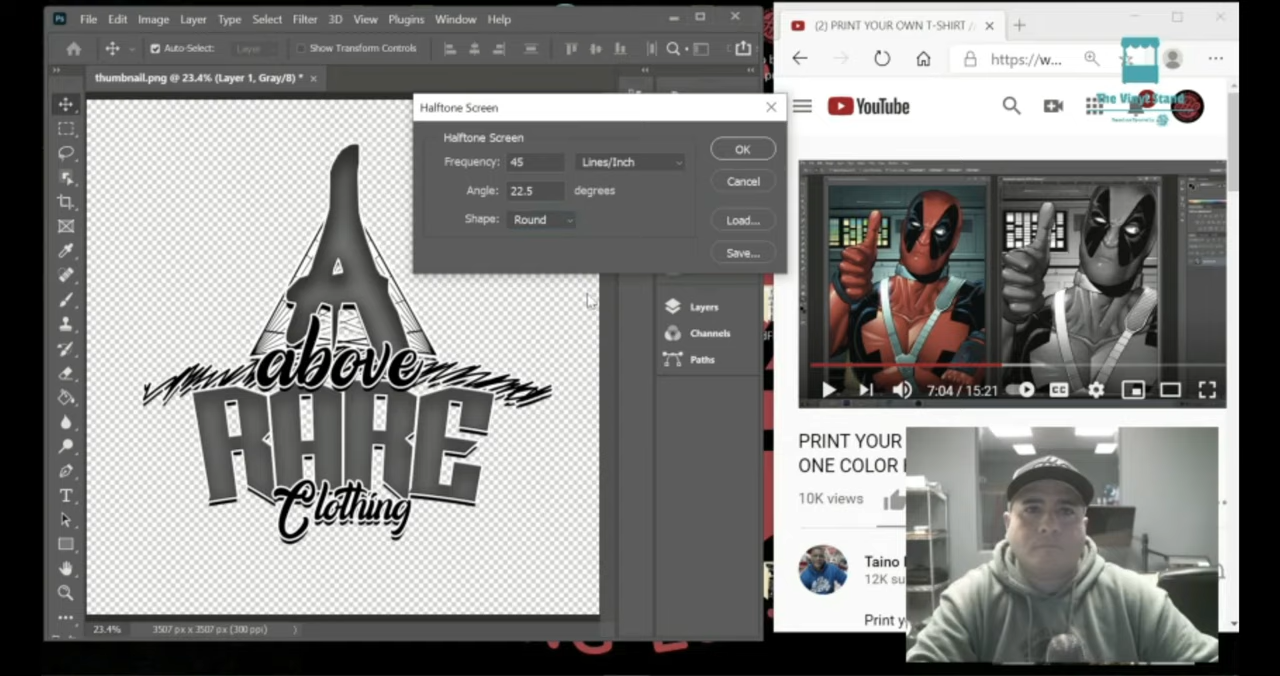 Ps File Edit Image Layer Type Select Filter 3D View Plugins Window Help
Auto-Select: Layer Show Transform Controls
thumbnail.png @ 23.4% (Layer 1, Gray/8) * ×
Halftone Screen
Halftone Screen
Frequency: 45 Lines/Inch
Angle: 22.5 degrees
Shape: Round
OK
Cancel
Load...
Save...
Layers
Channels
Paths
A
above
RARE
Clothing
23.4% 3507 px x 3507 px (300 ppi)
(2) PRINT YOUR OWN T-SHIRT /
https://w...
The Vinyl Stand
YouTube
7:04 / 15:21
CC
PRINT YOUR
ONE COLOR
10K views
Taino
12K su
Print y